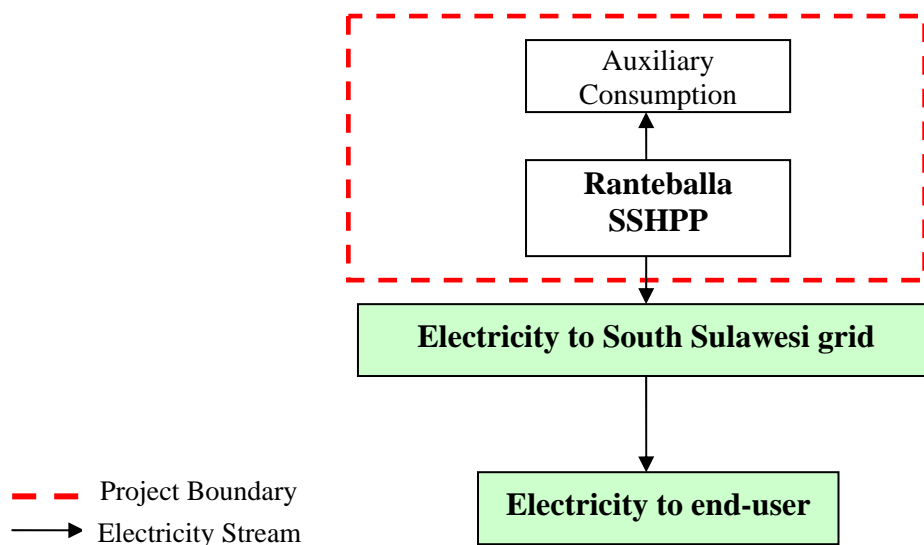 Auxiliary
Consumption
Ranteballa
SSHPP
Electricity to South Sulawesi grid
Electricity to end-user
Project Boundary
Electricity Stream